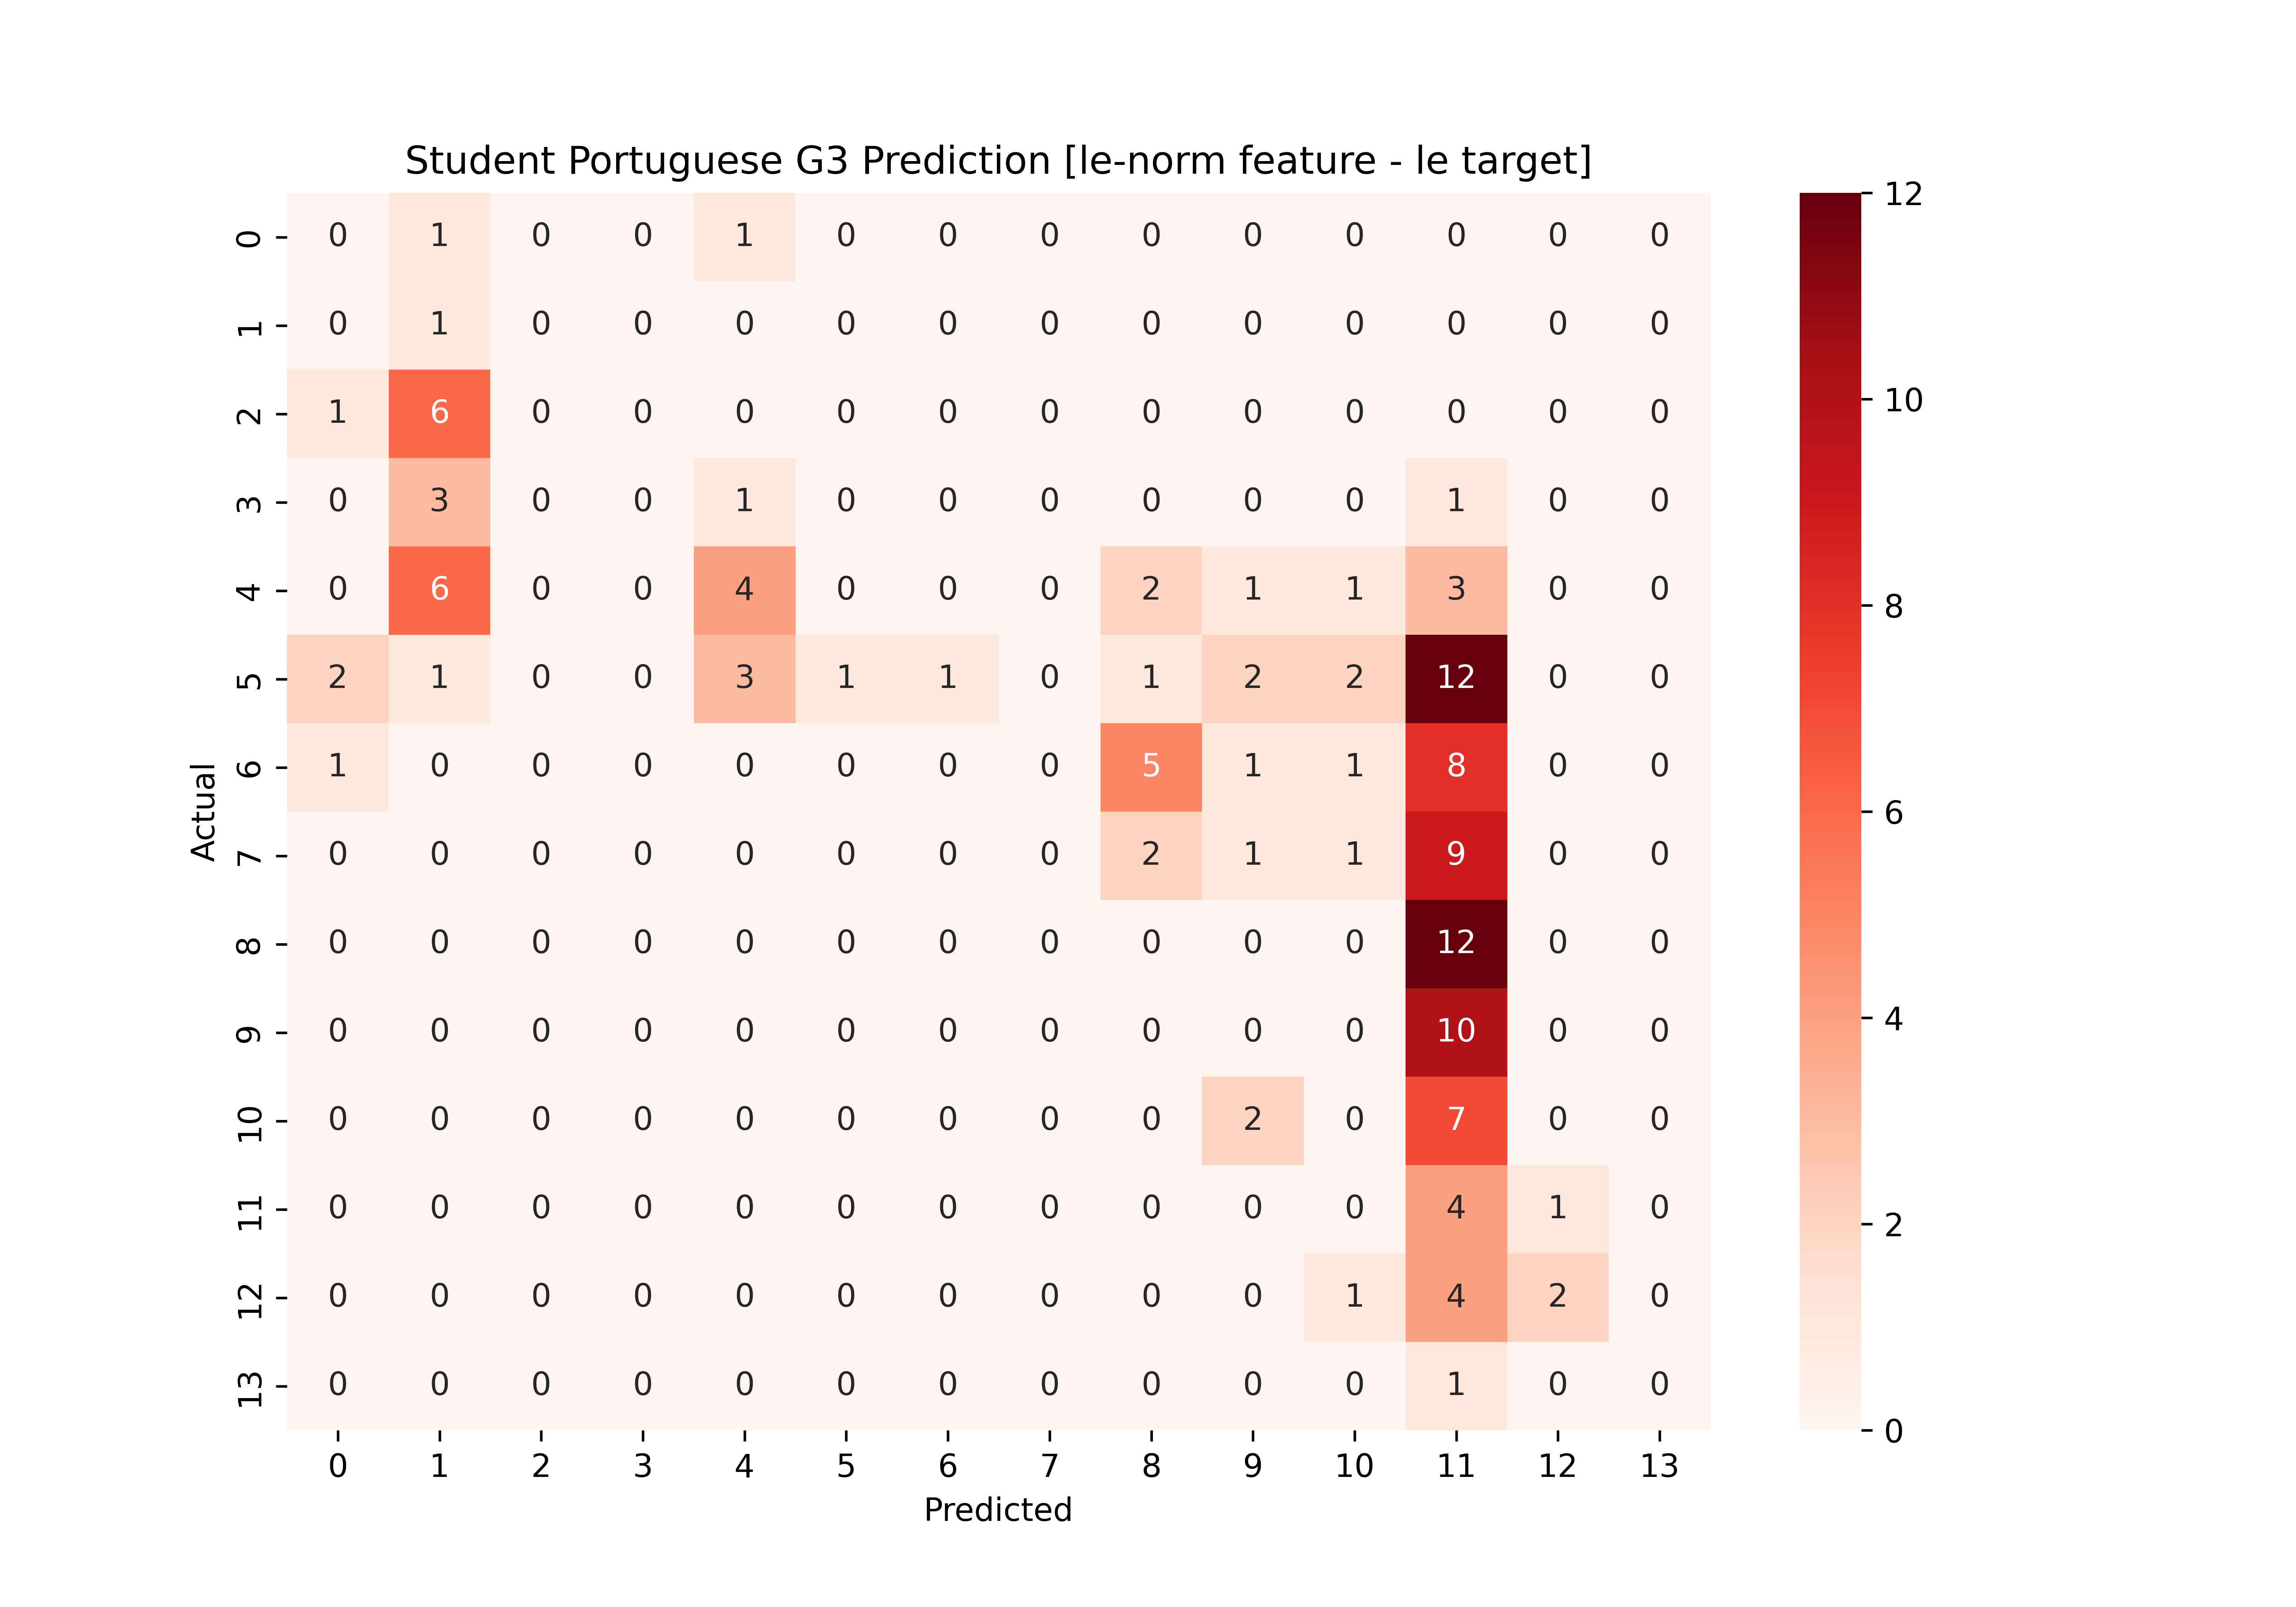 Student Portuguese G3 Prediction [le-norm feature - le target]
0 0 1 0 0 1 0 0 0 0 0 0 0 0 0
1 0 1 0 0 0 0 0 0 0 0 0 0 0 0
2 1 6 0 0 0 0 0 0 0 0 0 0 0 0
3 0 3 0 0 1 0 0 0 0 0 0 1 0 0
4 0 6 0 0 4 0 0 0 2 1 1 3 0 0
5 2 1 0 0 3 1 1 0 1 2 2 12 0 0
6 1 0 0 0 0 0 0 0 5 1 1 8 0 0
7 0 0 0 0 0 0 0 0 2 1 1 9 0 0
8 0 0 0 0 0 0 0 0 0 0 0 12 0 0
9 0 0 0 0 0 0 0 0 0 0 0 10 0 0
10 0 0 0 0 0 0 0 0 0 2 0 7 0 0
11 0 0 0 0 0 0 0 0 0 0 0 4 1 0
12 0 0 0 0 0 0 0 0 0 0 1 4 2 0
13 0 0 0 0 0 0 0 0 0 0 0 1 0 0
0 1 2 3 4 5 6 7 8 9 10 11 12 13
Predicted
Actual
12
10
8
6
4
2
0